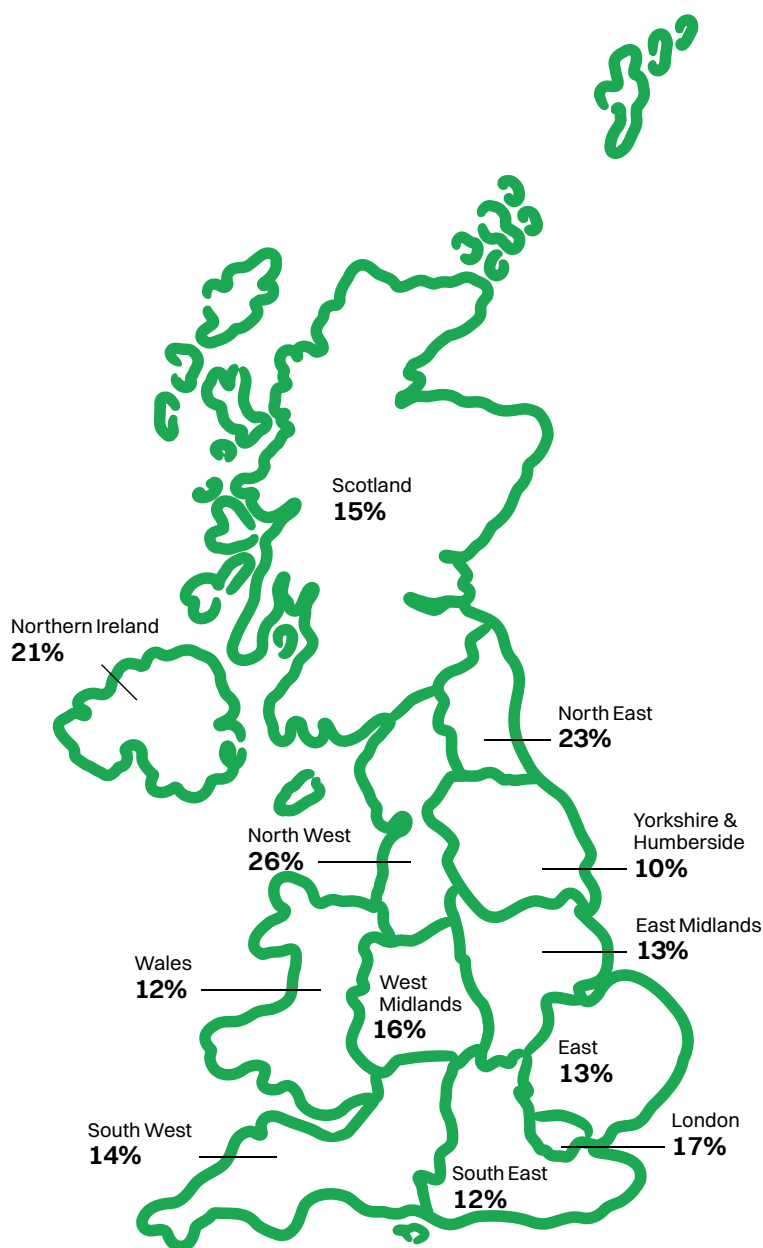 Scotland
15%
Northern Ireland
21%
North East
23%
Yorkshire &
Humberside
10%
North West
26%
East Midlands
13%
Wales
12%
West
Midlands
16%
East
13%
London
17%
South West
14%
South East
12%